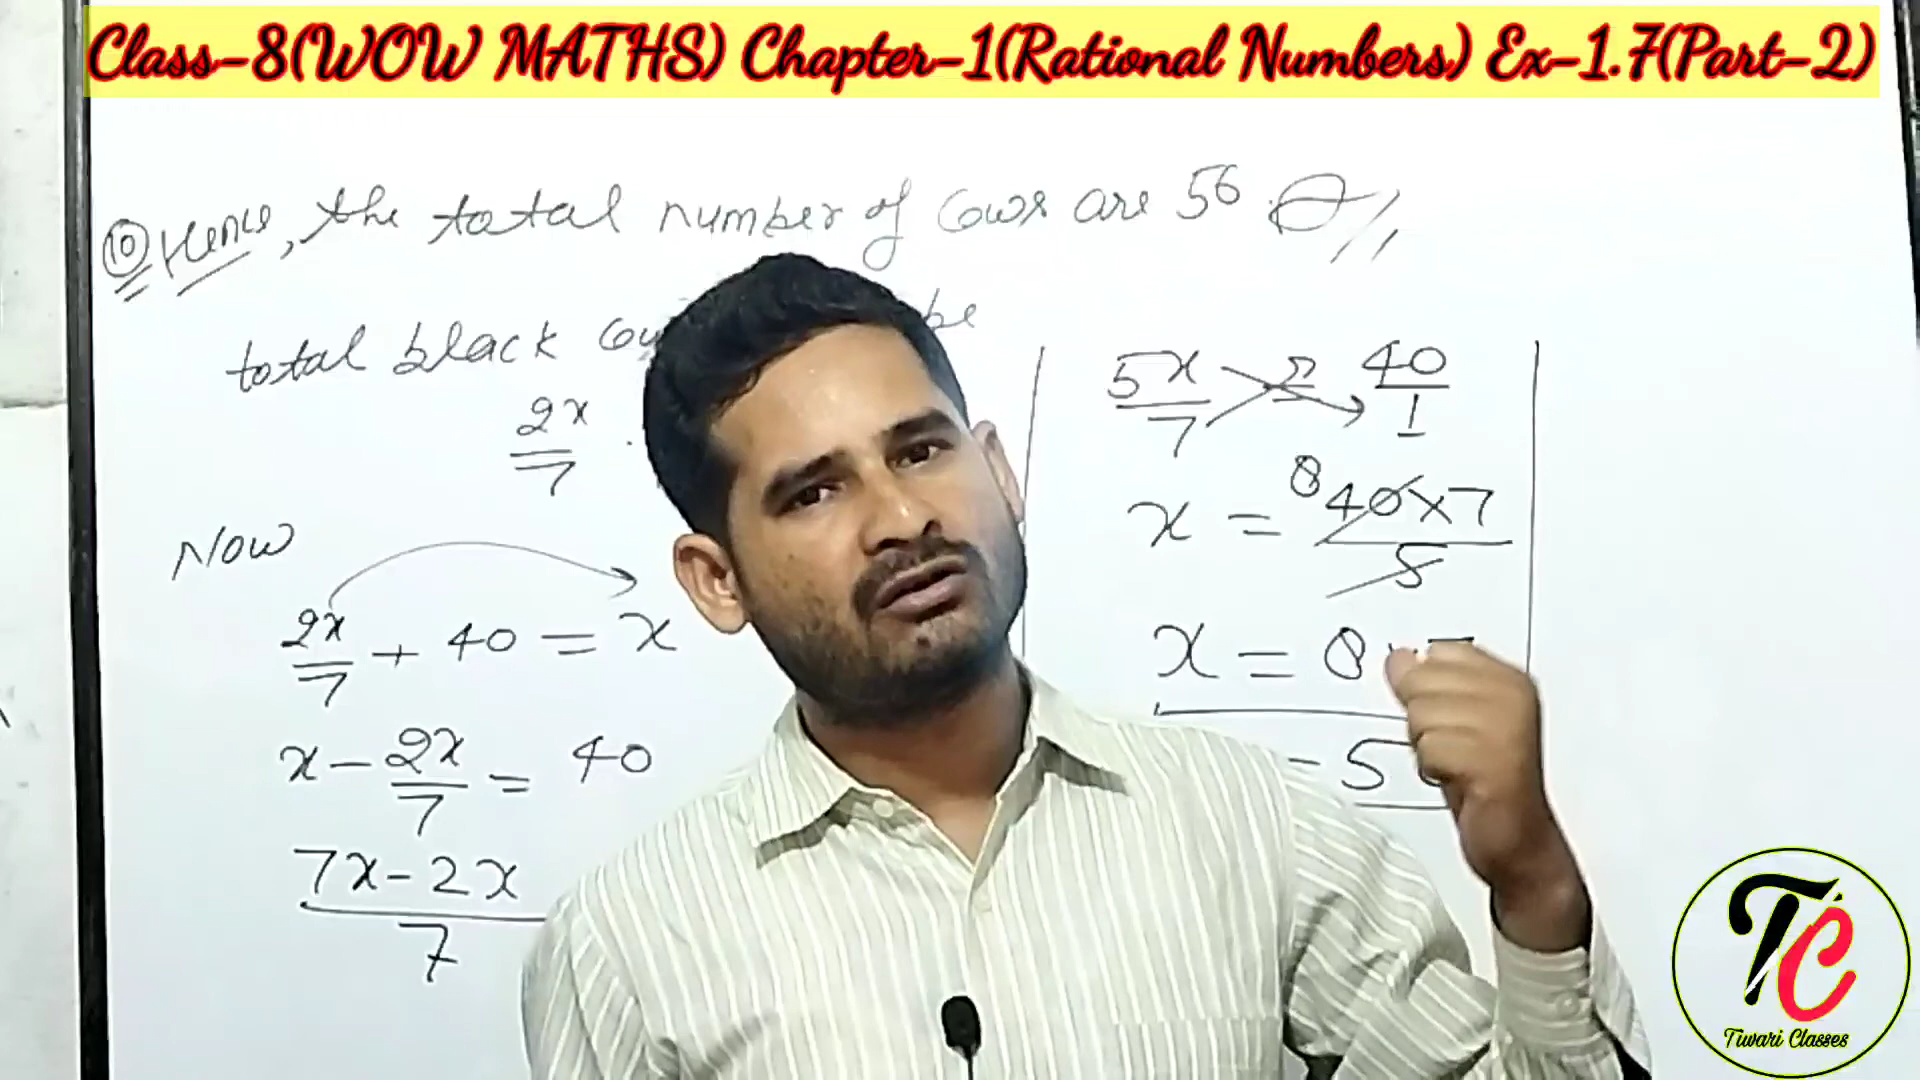 Class-8(WOW MATHS) Chapter-1(Rational Numbers) Ex-1.7(Part-2)
⑩ Hence, the total number of Cows are 56.
total black be
2x/7
Now
2x/7 + 40 = x
x - 2x/7 = 40
7x - 2x
7
5x/7 = 40/1
x = 8 40×7/5
x = 8
- 5
TC
Tiwari Classes